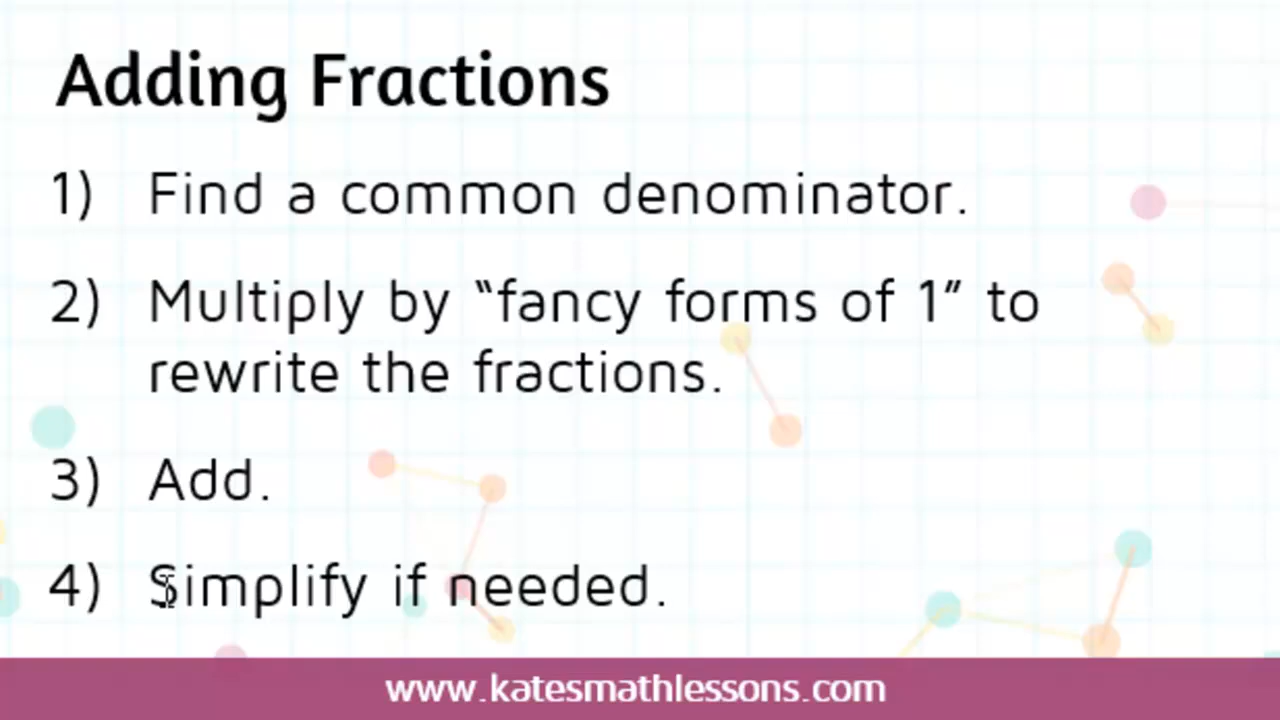 Adding Fractions
1) Find a common denominator.
2) Multiply by “fancy forms of 1” to
rewrite the fractions.
3) Add.
4) Simplify if needed.
www.katesmathlessons.com